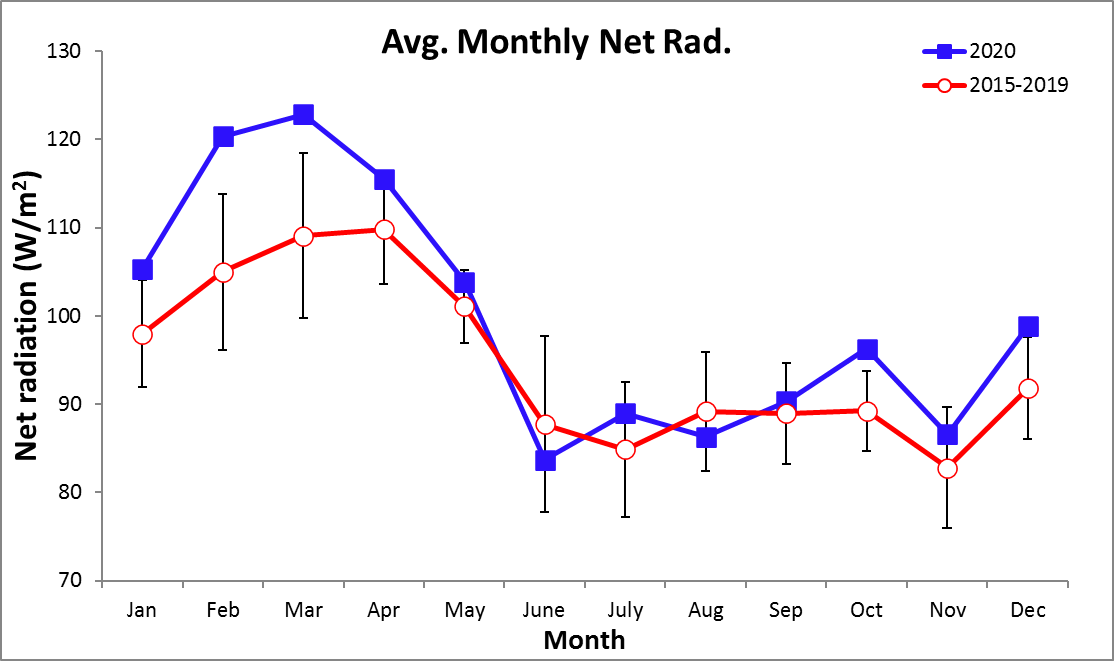 Avg. Monthly Net Rad.
2020
2015-2019
Net radiation (W/m²)
130
120
110
100
90
80
70
Jan Feb Mar Apr May June July Aug Sep Oct Nov Dec
Month